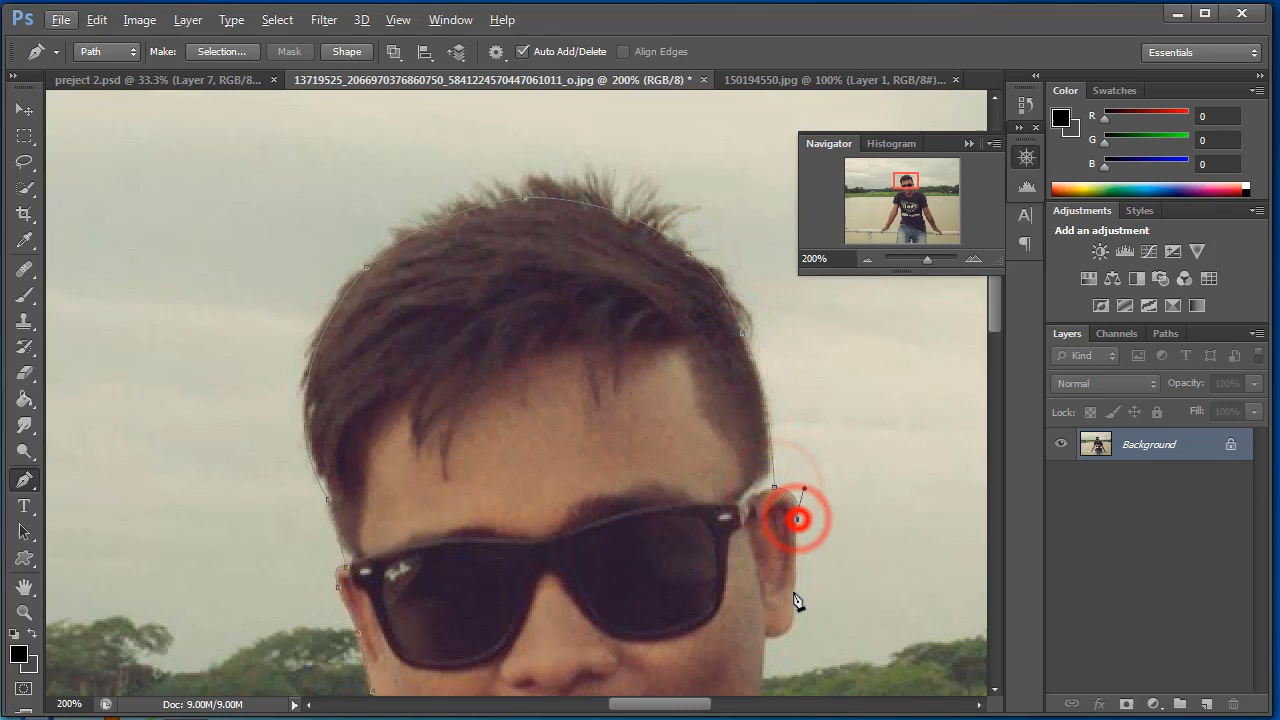 Ps File Edit Image Layer Type Select Filter 3D View Window Help
Path Make: Selection... Mask Shape Auto Add/Delete Align Edges Essentials
preject 2.psd @ 33.3% (Layer 7, RGB/8... × 13719525_2066970376860750_5841224570447061011_o.jpg @ 200% (RGB/8) * × 150194550.jpg @ 100% (Layer 1, RGB/8#)... ×
Color Swatches
R 0
G 0
B 0
Navigator Histogram
200%
Adjustments Styles
Add an adjustment
Layers Channels Paths
Kind
Normal Opacity: 100%
Lock: Fill: 100%
Background
200% Doc: 9.00M/9.00M